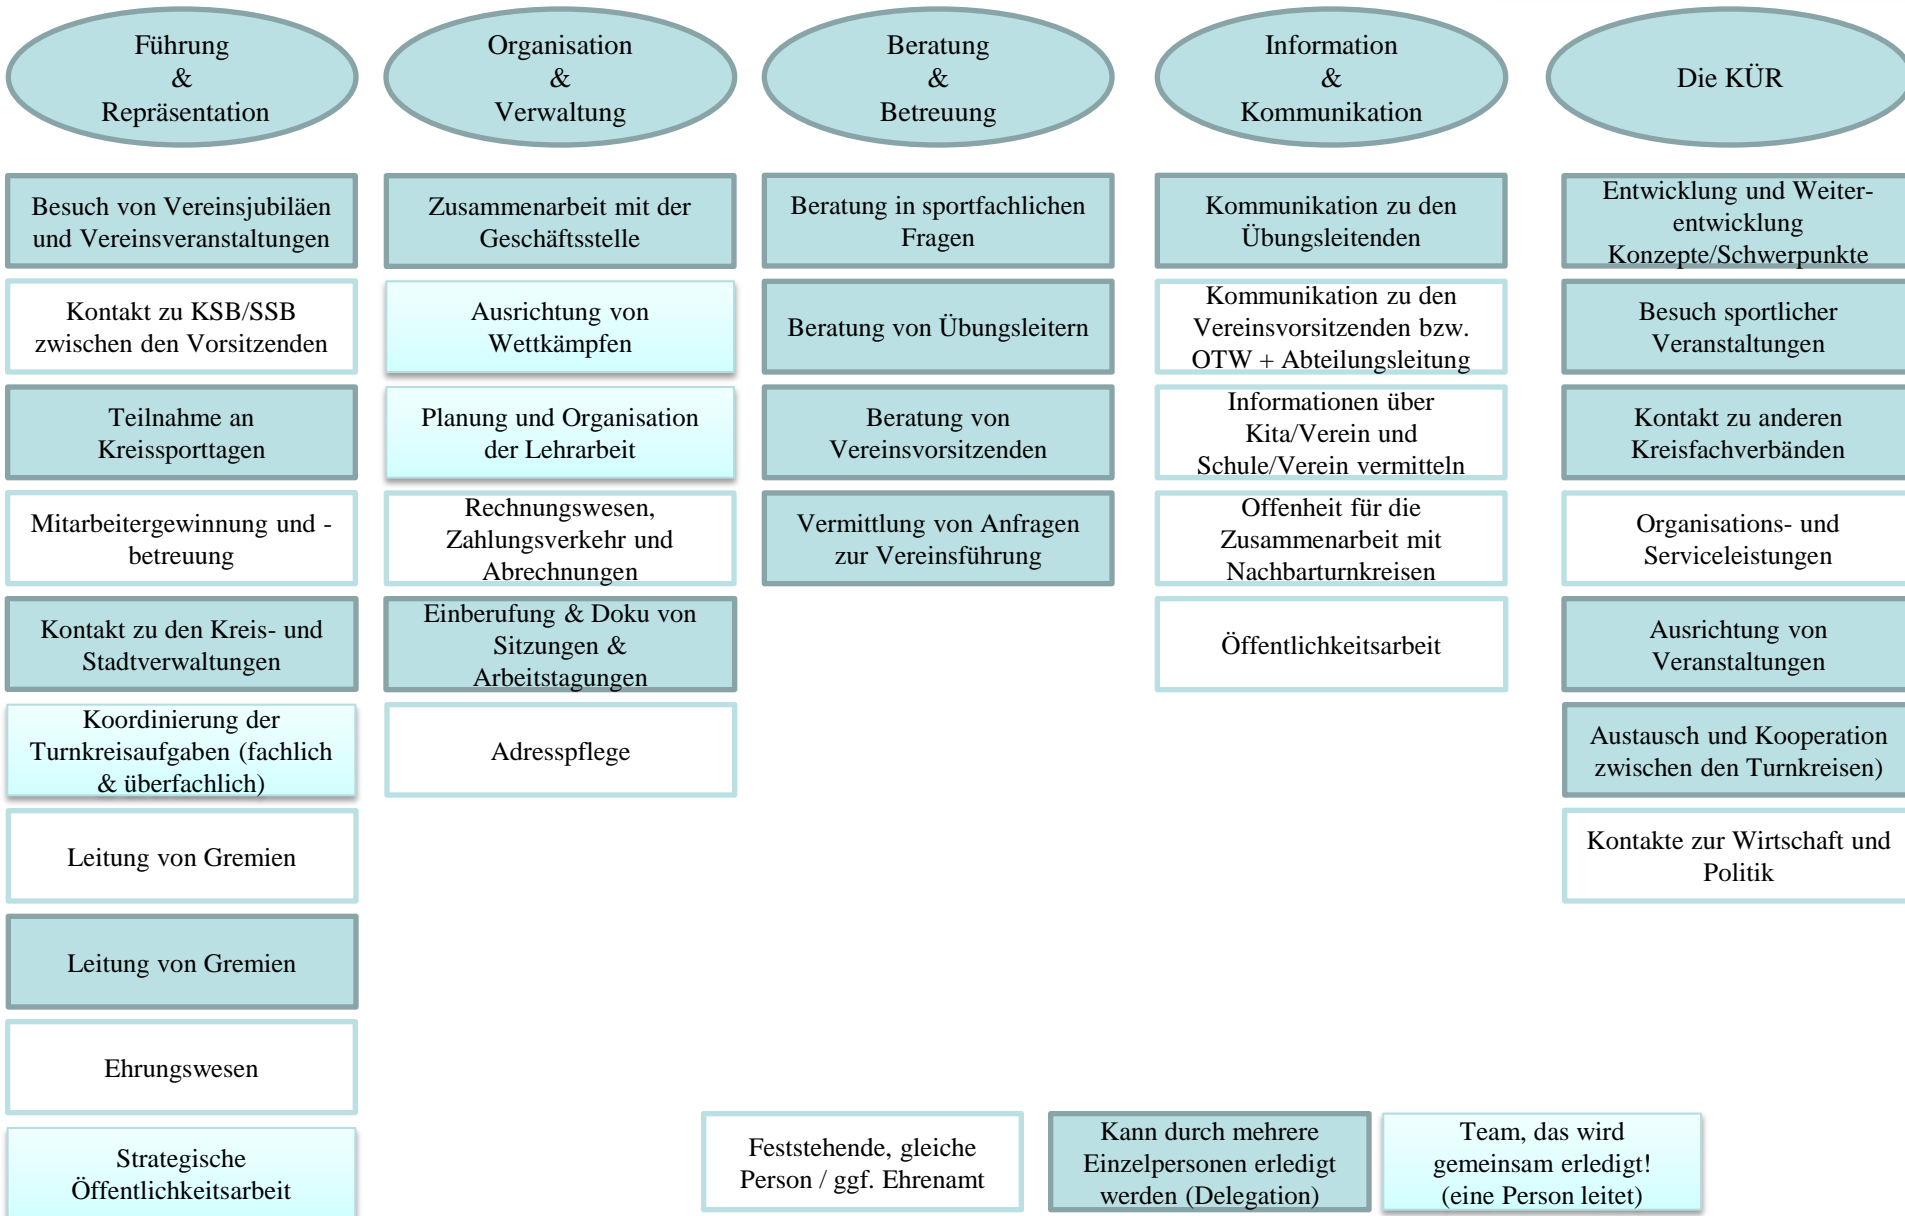 Führung
&
Repräsentation
Organisation
&
Verwaltung
Beratung
&
Betreuung
Information
&
Kommunikation
Die KÜR
Besuch von Vereinsjubiläen
und Vereinsveranstaltungen
Kontakt zu KSB/SSB
zwischen den Vorsitzenden
Teilnahme an
Kreissporttagen
Mitarbeitergewinnung und -
betreuung
Kontakt zu den Kreis- und
Stadtverwaltungen
Koordinierung der
Turnkreisaufgaben (fachlich
& überfachlich)
Leitung von Gremien
Leitung von Gremien
Ehrungswesen
Strategische
Öffentlichkeitsarbeit
Zusammenarbeit mit der
Geschäftsstelle
Ausrichtung von
Wettkämpfen
Planung und Organisation
der Lehrarbeit
Rechnungswesen,
Zahlungsverkehr und
Abrechnungen
Einberufung & Doku von
Sitzungen &
Arbeitstagungen
Adresspflege
Beratung in sportfachlichen
Fragen
Beratung von Übungsleitern
Beratung von
Vereinsvorsitzenden
Vermittlung von Anfragen
zur Vereinsführung
Kommunikation zu den
Übungsleitenden
Kommunikation zu den
Vereinsvorsitzenden bzw.
OTW + Abteilungsleitung
Informationen über
Kita/Verein und
Schule/Verein vermitteln
Offenheit für die
Zusammenarbeit mit
Nachbarturnkreisen
Öffentlichkeitsarbeit
Entwicklung und Weiter-
entwicklung
Konzepte/Schwerpunkte
Besuch sportlicher
Veranstaltungen
Kontakt zu anderen
Kreisfachverbänden
Organisations- und
Serviceleistungen
Ausrichtung von
Veranstaltungen
Austausch und Kooperation
zwischen den Turnkreisen)
Kontakte zur Wirtschaft und
Politik
Feststehende, gleiche
Person / ggf. Ehrenamt
Kann durch mehrere
Einzelpersonen erledigt
werden (Delegation)
Team, das wird
gemeinsam erledigt!
(eine Person leitet)